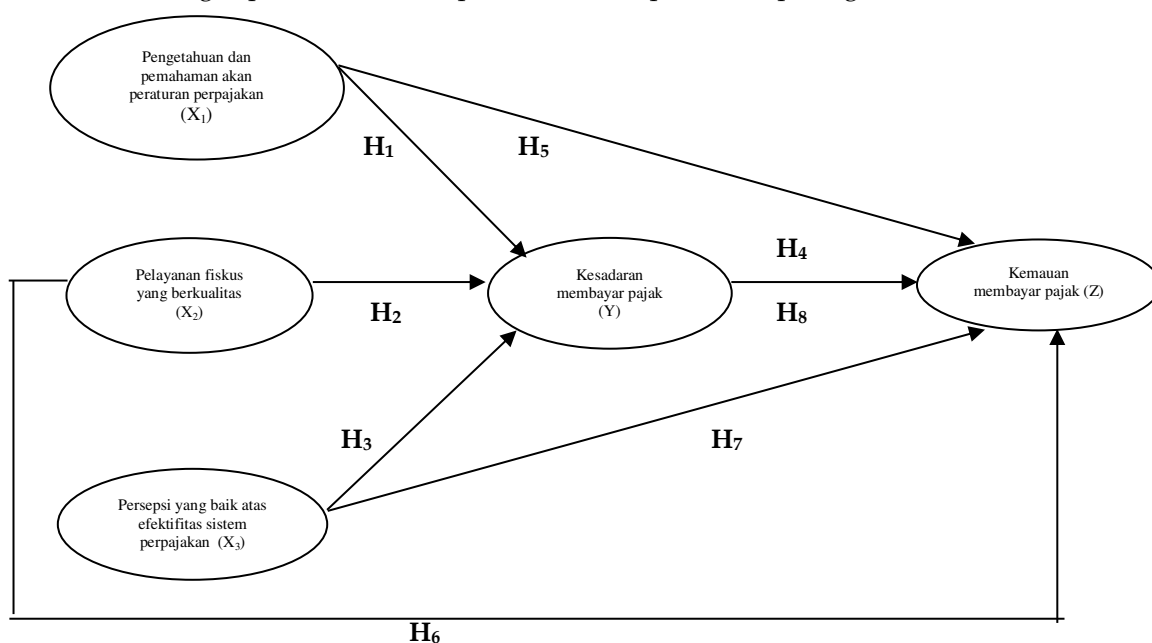 Pengetahuan dan
pemahaman akan
peraturan perpajakan
(X₁)
H₁
H₅
Pelayanan fiskus
yang berkualitas
(X₂)
H₂
Kesadaran
membayar pajak
(Y)
H₄
H₈
Kemauan
membayar pajak (Z)
H₃
H₇
Persepsi yang baik atas
efektifitas sistem
perpajakan (X₃)
H₆